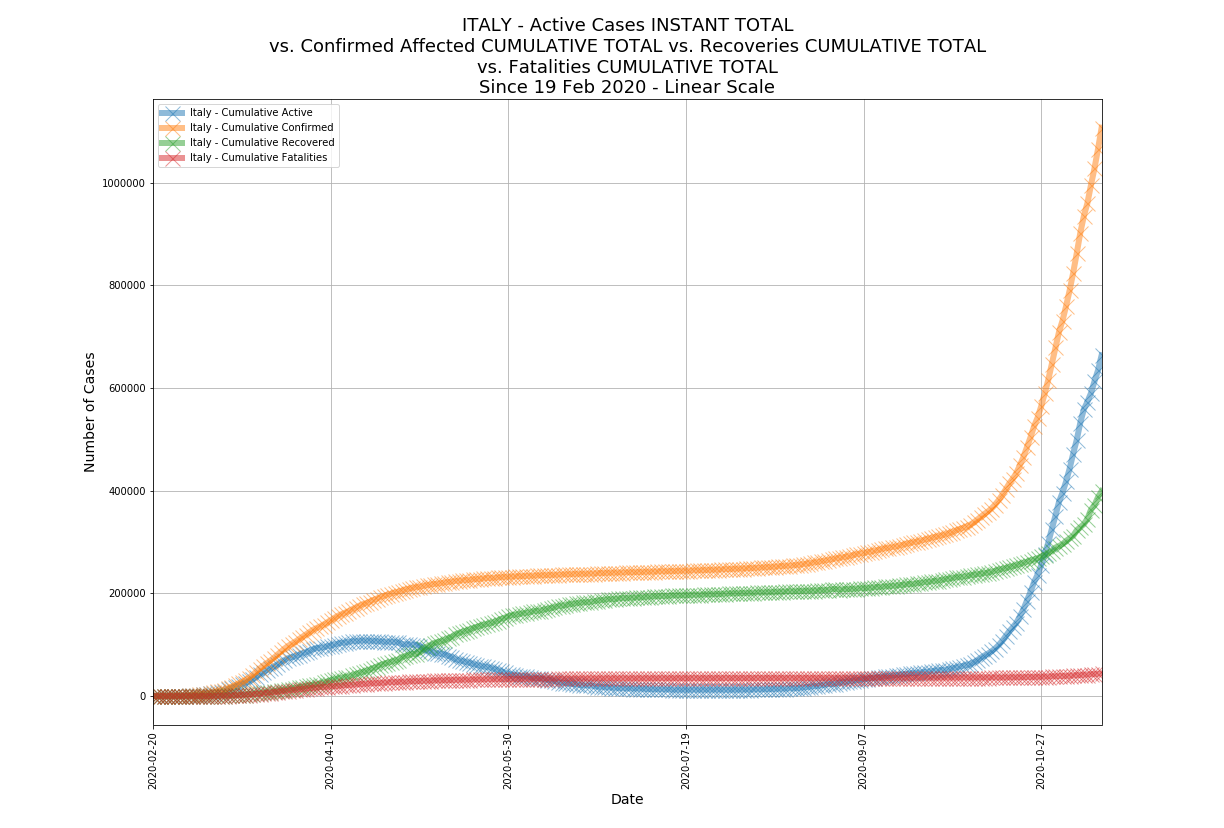 ITALY - Active Cases INSTANT TOTAL
vs. Confirmed Affected CUMULATIVE TOTAL vs. Recoveries CUMULATIVE TOTAL
vs. Fatalities CUMULATIVE TOTAL
Since 19 Feb 2020 - Linear Scale
Italy - Cumulative Active
Italy - Cumulative Confirmed
Italy - Cumulative Recovered
Italy - Cumulative Fatalities
Number of Cases
1000000
800000
600000
400000
200000
0
2020-02-20
2020-04-10
2020-05-30
2020-07-19
2020-09-07
2020-10-27
Date